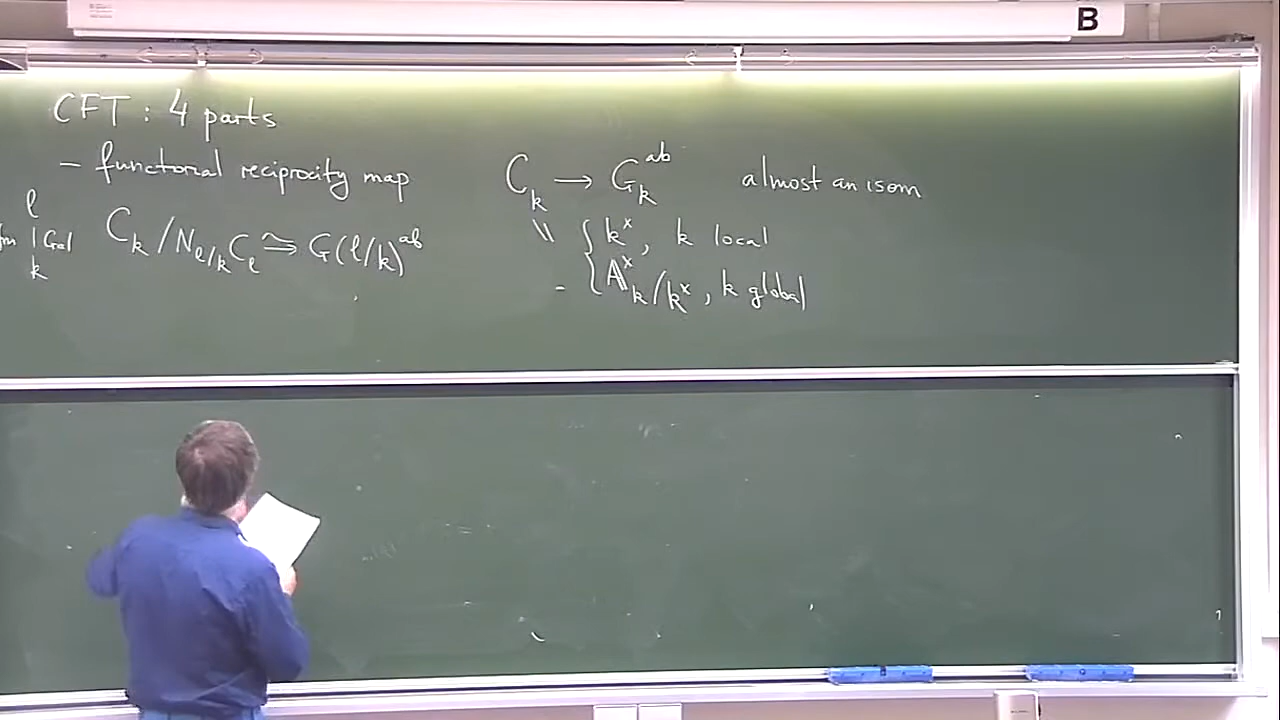 B
CFT : 4 parts
- functorial reciprocity map C_k → G_k^{ab} almost an isom
l
| Gal C_k / N_{l/k} C_l ⥲ G(l/k)^{ab}
k
|| { k^×, k local
A_k^× / k^×, k global